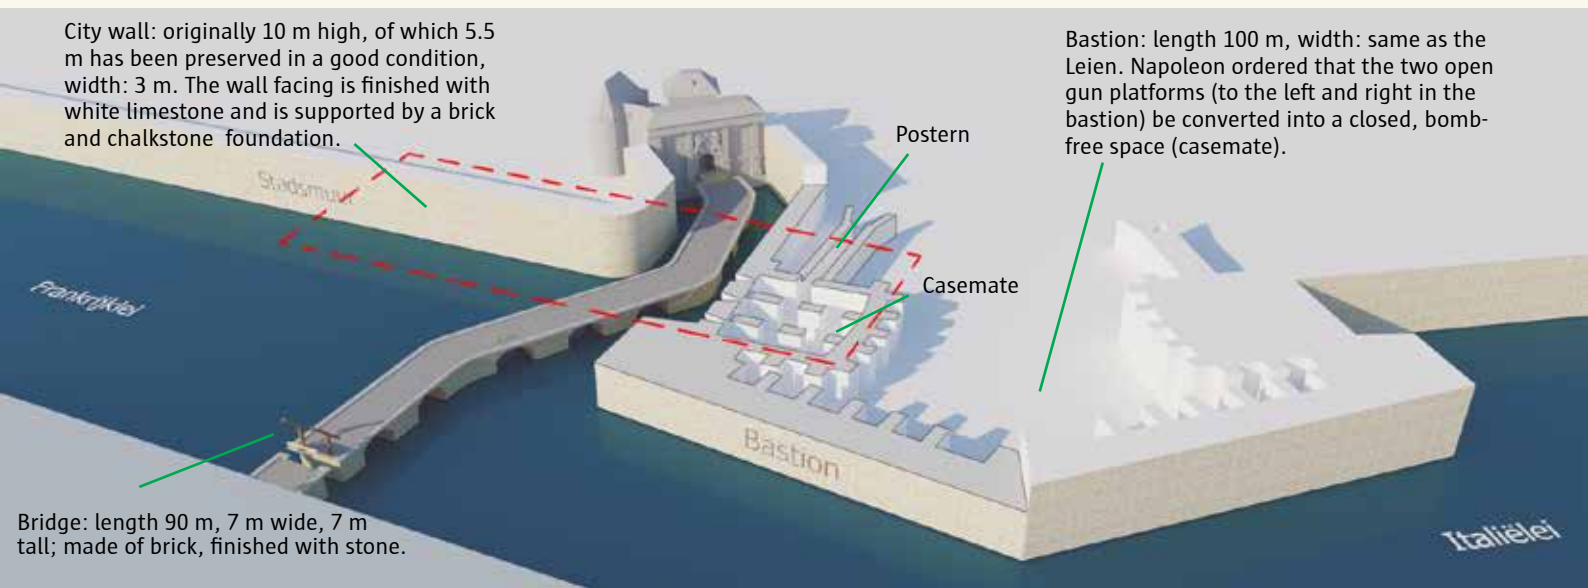 City wall: originally 10 m high, of which 5.5
m has been preserved in a good condition,
width: 3 m. The wall facing is finished with
white limestone and is supported by a brick
and chalkstone foundation.
Bastion: length 100 m, width: same as the
Leien. Napoleon ordered that the two open
gun platforms (to the left and right in the
bastion) be converted into a closed, bomb-
free space (casemate).
Postern
Stadsmuur
Casemate
Frankrijklei
Bastion
Bridge: length 90 m, 7 m wide, 7 m
tall; made of brick, finished with stone.
Italiëlei